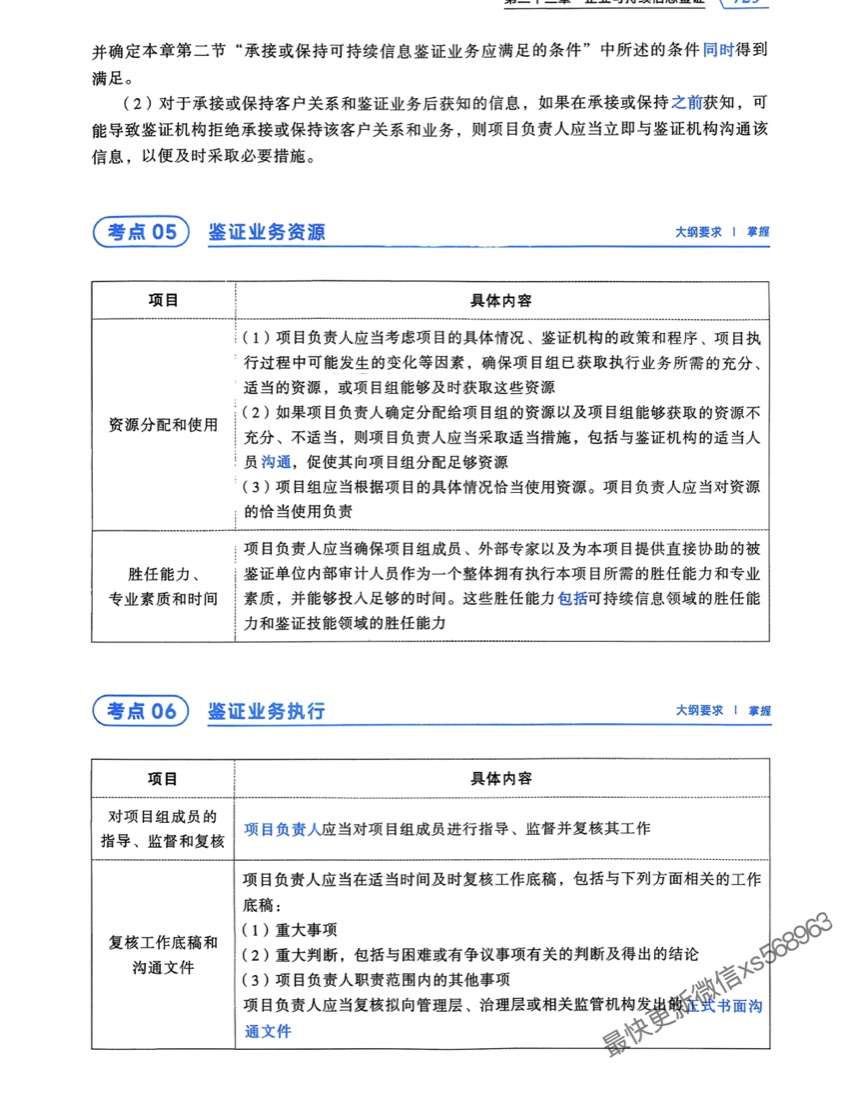 并确定本章第二节“承接或保持可持续信息鉴证业务应满足的条件”中所述的条件同时得到
满足。
（2）对于承接或保持客户关系和鉴证业务后获知的信息，如果在承接或保持之前获知，可
能导致鉴证机构拒绝承接或保持该客户关系和业务，则项目负责人应当立即与鉴证机构沟通该
信息，以便及时采取必要措施。
考点 05 鉴证业务资源 大纲要求 | 掌握
项目 具体内容
资源分配和使用
（1）项目负责人应当考虑项目的具体情况、鉴证机构的政策和程序、项目执
行过程中可能发生的变化等因素，确保项目组已获取执行业务所需的充分、
适当的资源，或项目组能够及时获取这些资源
（2）如果项目负责人确定分配给项目组的资源以及项目组能够获取的资源不
充分、不适当，则项目负责人应当采取适当措施，包括与鉴证机构的适当人
员沟通，促使其向项目组分配足够资源
（3）项目组应当根据项目的具体情况恰当使用资源。项目负责人应当对资源
的恰当使用负责
胜任能力、
专业素质和时间
项目负责人应当确保项目组成员、外部专家以及为本项目提供直接协助的被
鉴证单位内部审计人员作为一个整体拥有执行本项目所需的胜任能力和专业
素质，并能够投入足够的时间。这些胜任能力包括可持续信息领域的胜任能
力和鉴证技能领域的胜任能力
考点 06 鉴证业务执行 大纲要求 | 掌握
项目 具体内容
对项目组成员的
指导、监督和复核
项目负责人应当对项目组成员进行指导、监督并复核其工作
复核工作底稿和
沟通文件
项目负责人应当在适当时间及时复核工作底稿，包括与下列方面相关的工作
底稿：
（1）重大事项
（2）重大判断，包括与困难或有争议事项有关的判断及得出的结论
（3）项目负责人职责范围内的其他事项
项目负责人应当复核拟向管理层、治理层或相关监管机构发出的正式书面沟
通文件
最快更新微信xs568963